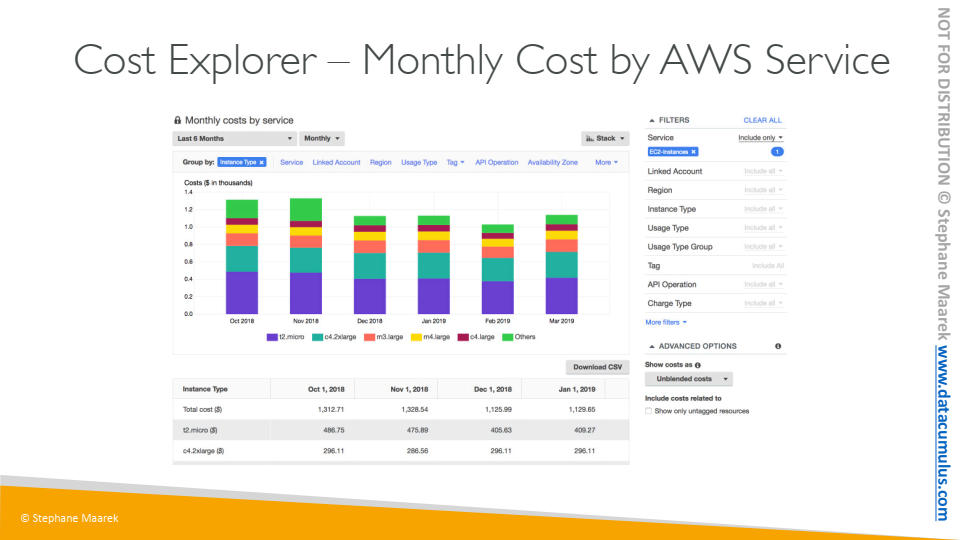 Cost Explorer – Monthly Cost by AWS Service
Monthly costs by service
Last 6 Months Monthly Stack
Group by: Instance Type × Service Linked Account Region Usage Type Tag API Operation Availability Zone More
Costs ($ in thousands)
1.4
1.2
1.0
0.8
0.6
0.4
0.2
0.0
Oct 2018 Nov 2018 Dec 2018 Jan 2019 Feb 2019 Mar 2019
t2.micro c4.2xlarge m3.large m4.large c4.large Others
Download CSV
Instance Type Oct 1, 2018 Nov 1, 2018 Dec 1, 2018 Jan 1, 2019
Total cost ($) 1,312.71 1,328.54 1,125.99 1,129.65
t2.micro ($) 486.75 475.89 405.63 409.27
c4.2xlarge ($) 296.11 286.56 296.11 296.11
FILTERS CLEAR ALL
Service Include only
EC2-Instances × 1
Linked Account Include all
Region Include all
Instance Type Include all
Usage Type Include all
Usage Type Group Include all
Tag Include All
API Operation Include all
Charge Type Include all
More filters
ADVANCED OPTIONS
Show costs as
Unblended costs
Include costs related to
Show only untagged resources
© Stephane Maarek
NOT FOR DISTRIBUTION © Stephane Maarek www.datacumulus.com